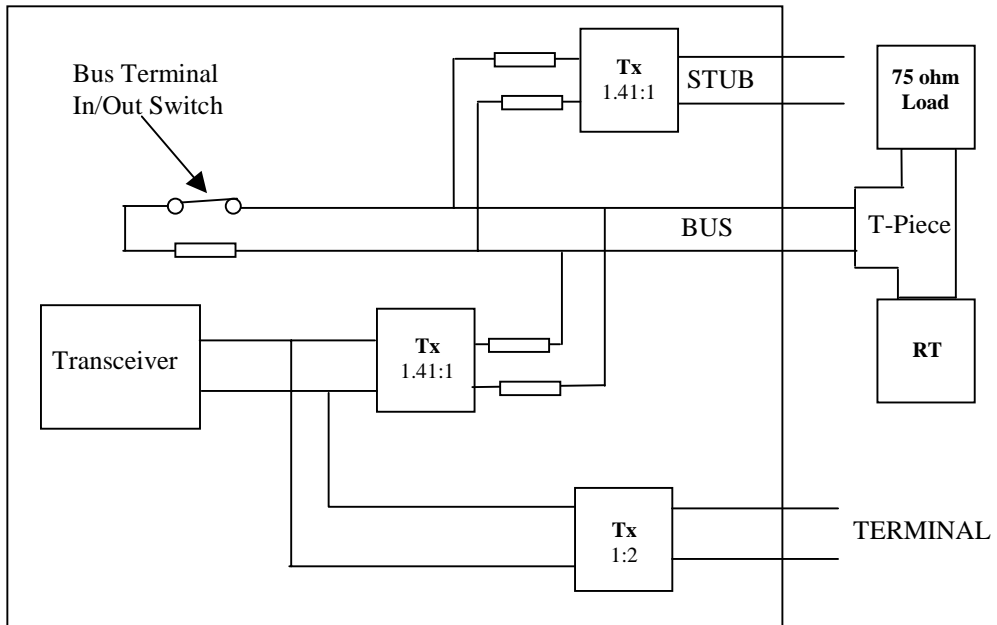 Bus Terminal
In/Out Switch
Tx
1.41:1
STUB
75 ohm
Load
BUS
T-Piece
Transceiver
Tx
1.41:1
RT
Tx
1:2
TERMINAL